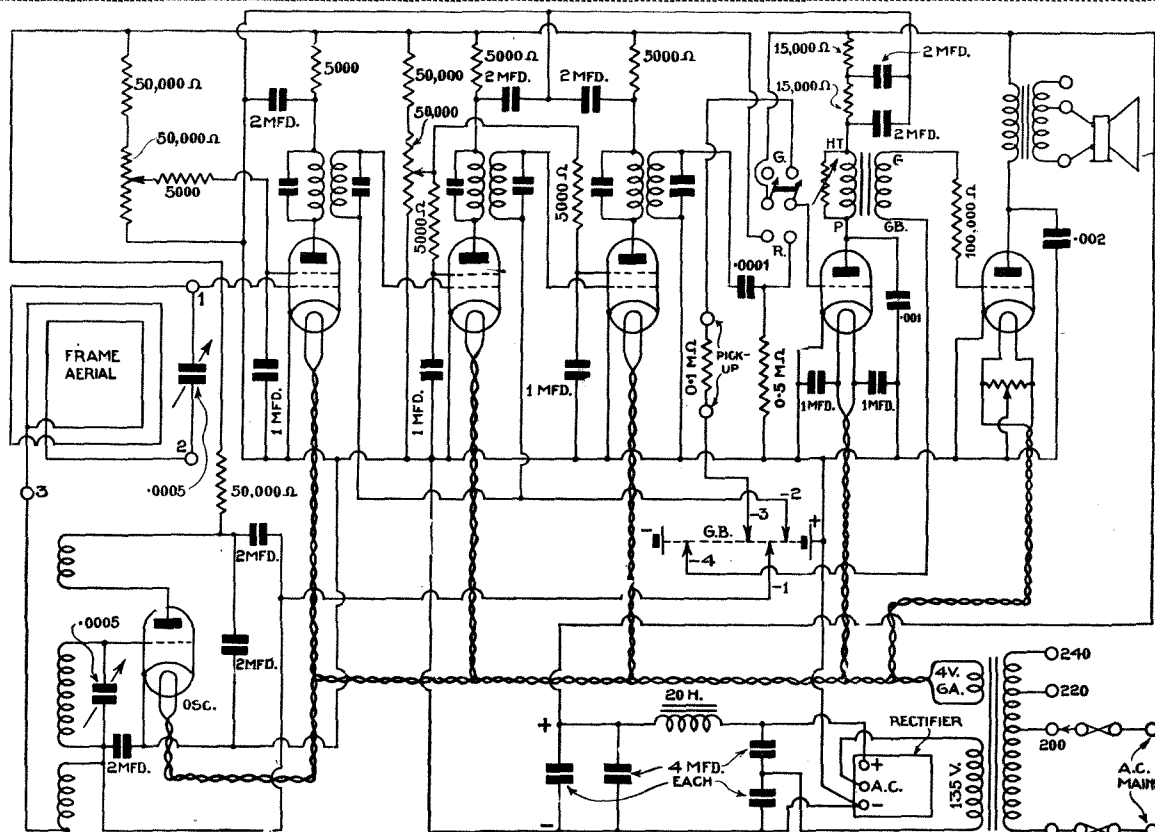 50,000 Ω
5000
50,000
5000 Ω
2 MFD.
2 MFD.
5000 Ω
15,000 Ω
2 MFD.
15,000 Ω
2 MFD.
2 MFD.
50,000 Ω
50,000
5000
5000 Ω
5000 Ω
HT
G.
G
P
GB.
R.
100,000 Ω
.002
.0001
.001
1
FRAME
AERIAL
2
.0005
3
1 MFD.
1 MFD.
1 MFD.
0.1 M.Ω
PICK-
UP
0.5 M.Ω
1MFD.
1MFD.
50,000 Ω
2MFD.
-2
-3
- G.B. +
-4
-1
.0005
OSC.
2MFD.
2MFD.
4V.
6A.
240
220
200
20 H.
RECTIFIER
+
4 MFD.
EACH
-
+
A.C.
-
135 V.
A.C.
MAINS